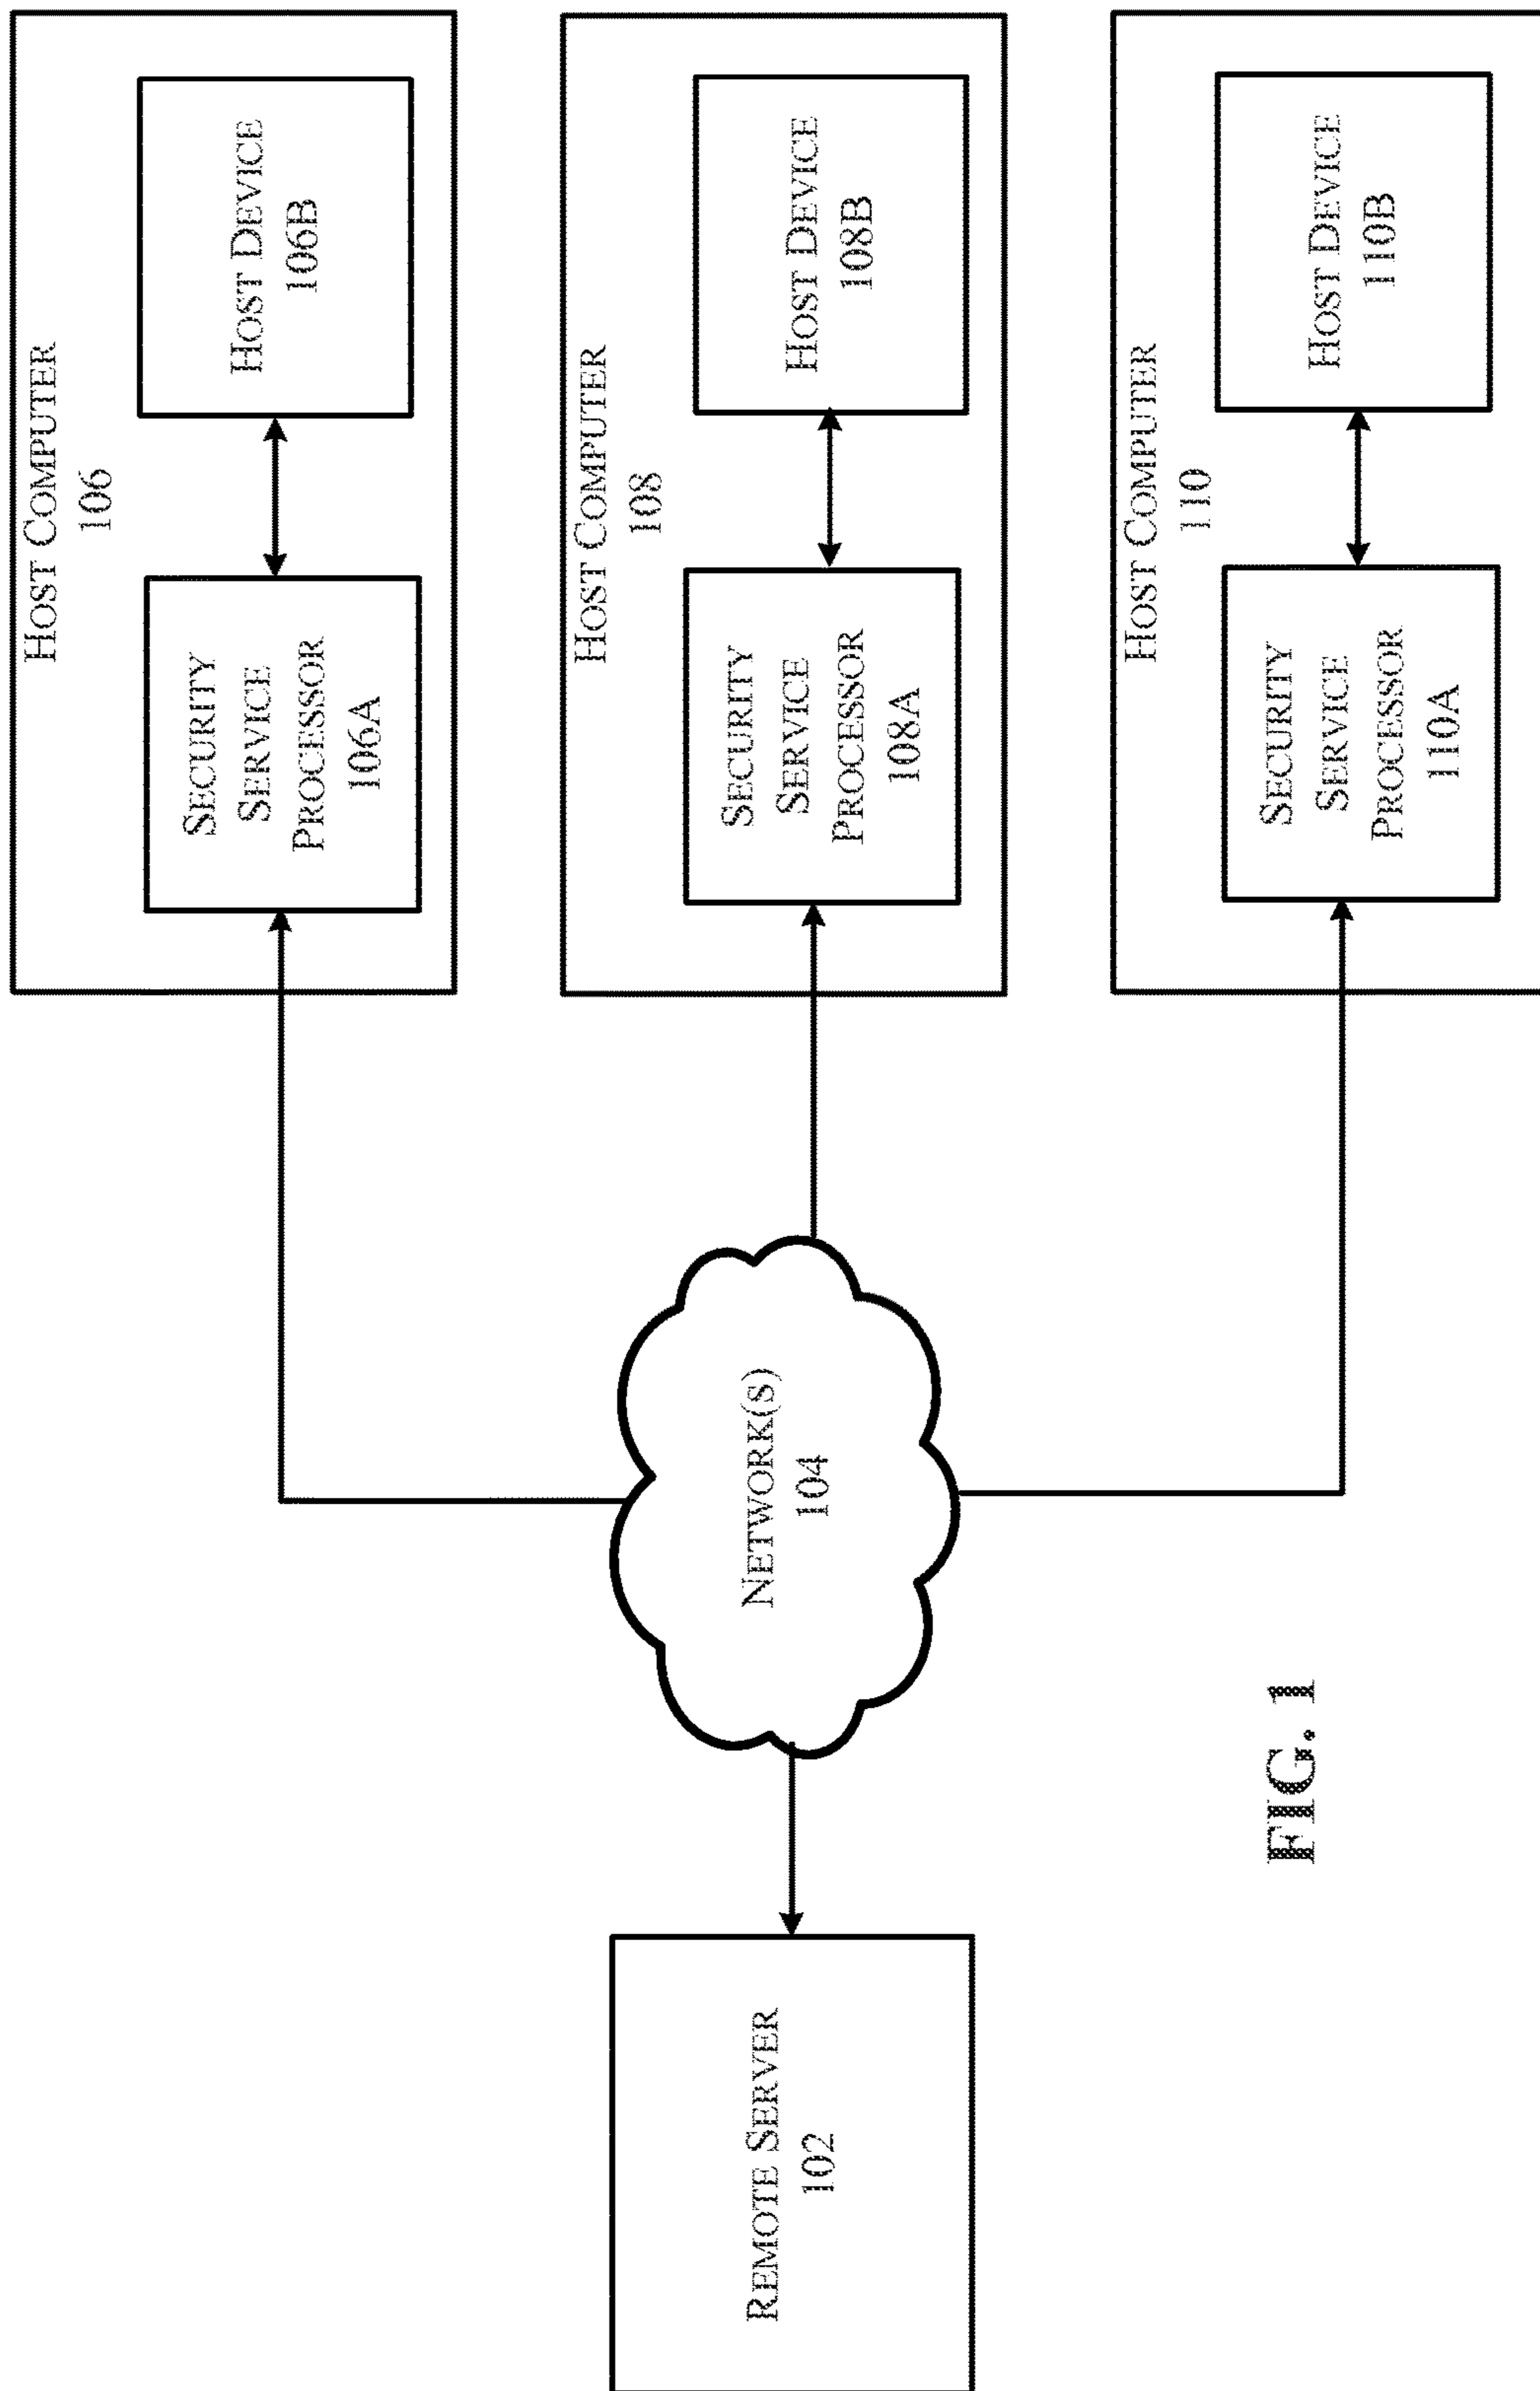 HOST COMPUTER
106
SECURITY
SERVICE
PROCESSOR
106A
HOST DEVICE
106B
HOST COMPUTER
108
SECURITY
SERVICE
PROCESSOR
108A
HOST DEVICE
108B
HOST COMPUTER
110
SECURITY
SERVICE
PROCESSOR
110A
HOST DEVICE
110B
NETWORK(S)
104
REMOTE SERVER
102
FIG. 1